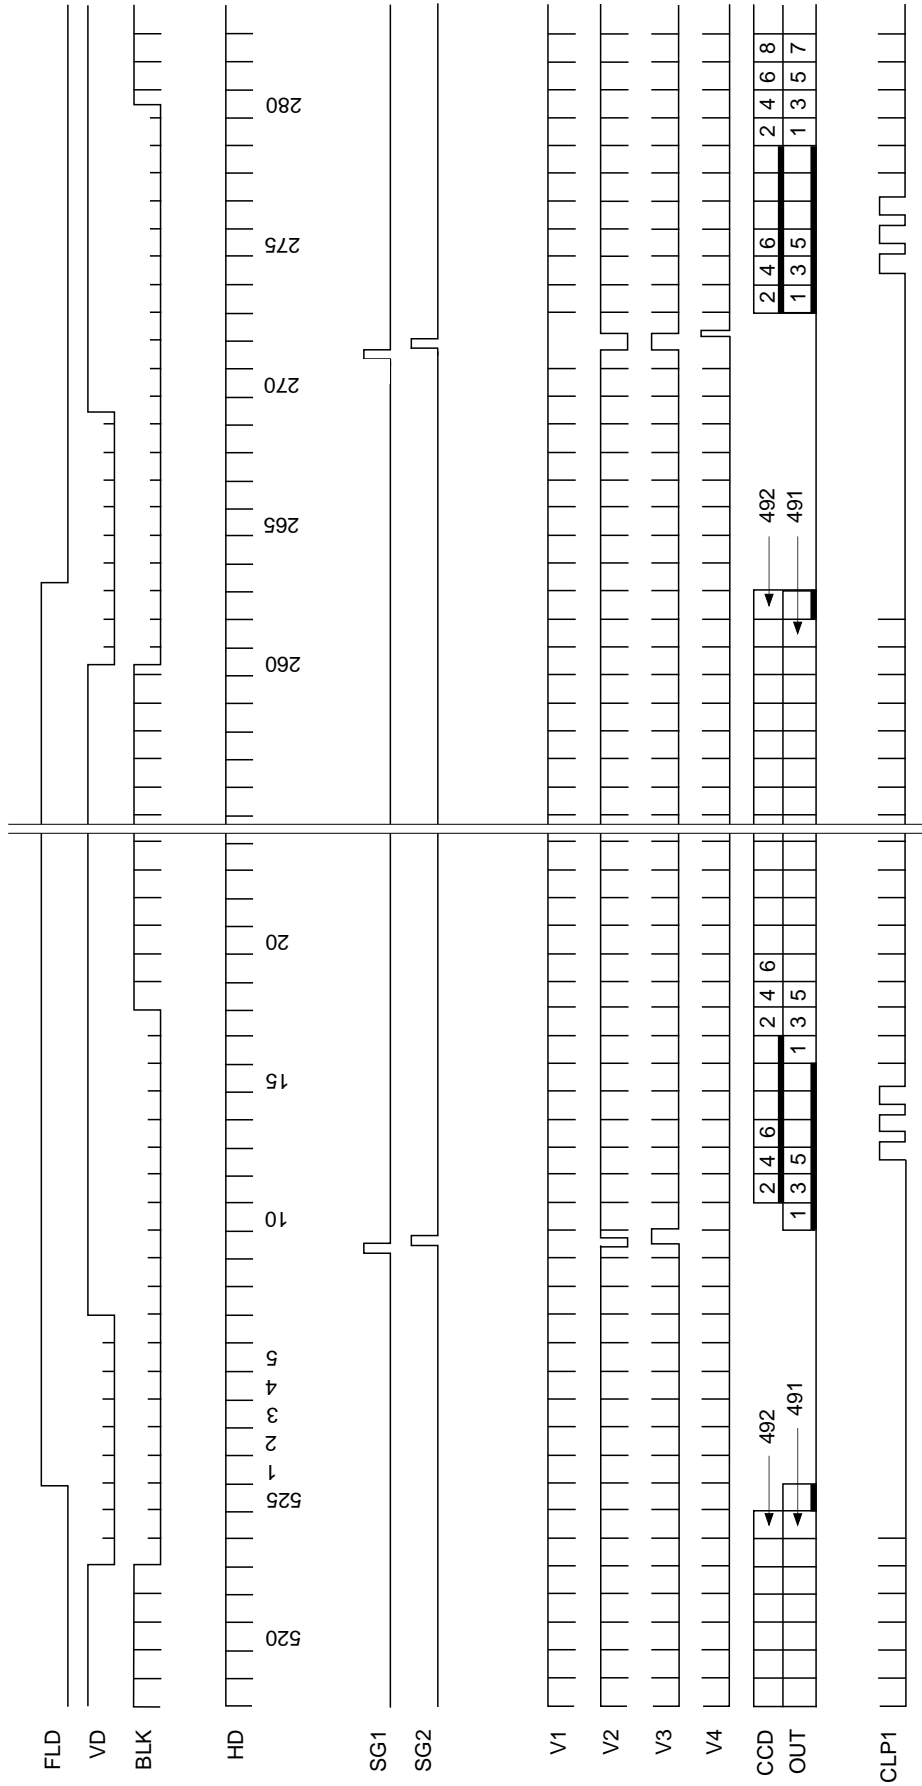 FLD
VD
BLK
HD
520 525 1 2 3 4 5 10 15 20 260 265 270 275 280
SG1
SG2
V1
V2
V3
V4
CCD 492 2 4 6 2 4 6 492 2 4 6 2 4 6 8
OUT 491 1 3 5 1 3 5 491 1 3 5 1 3 5 7
CLP1